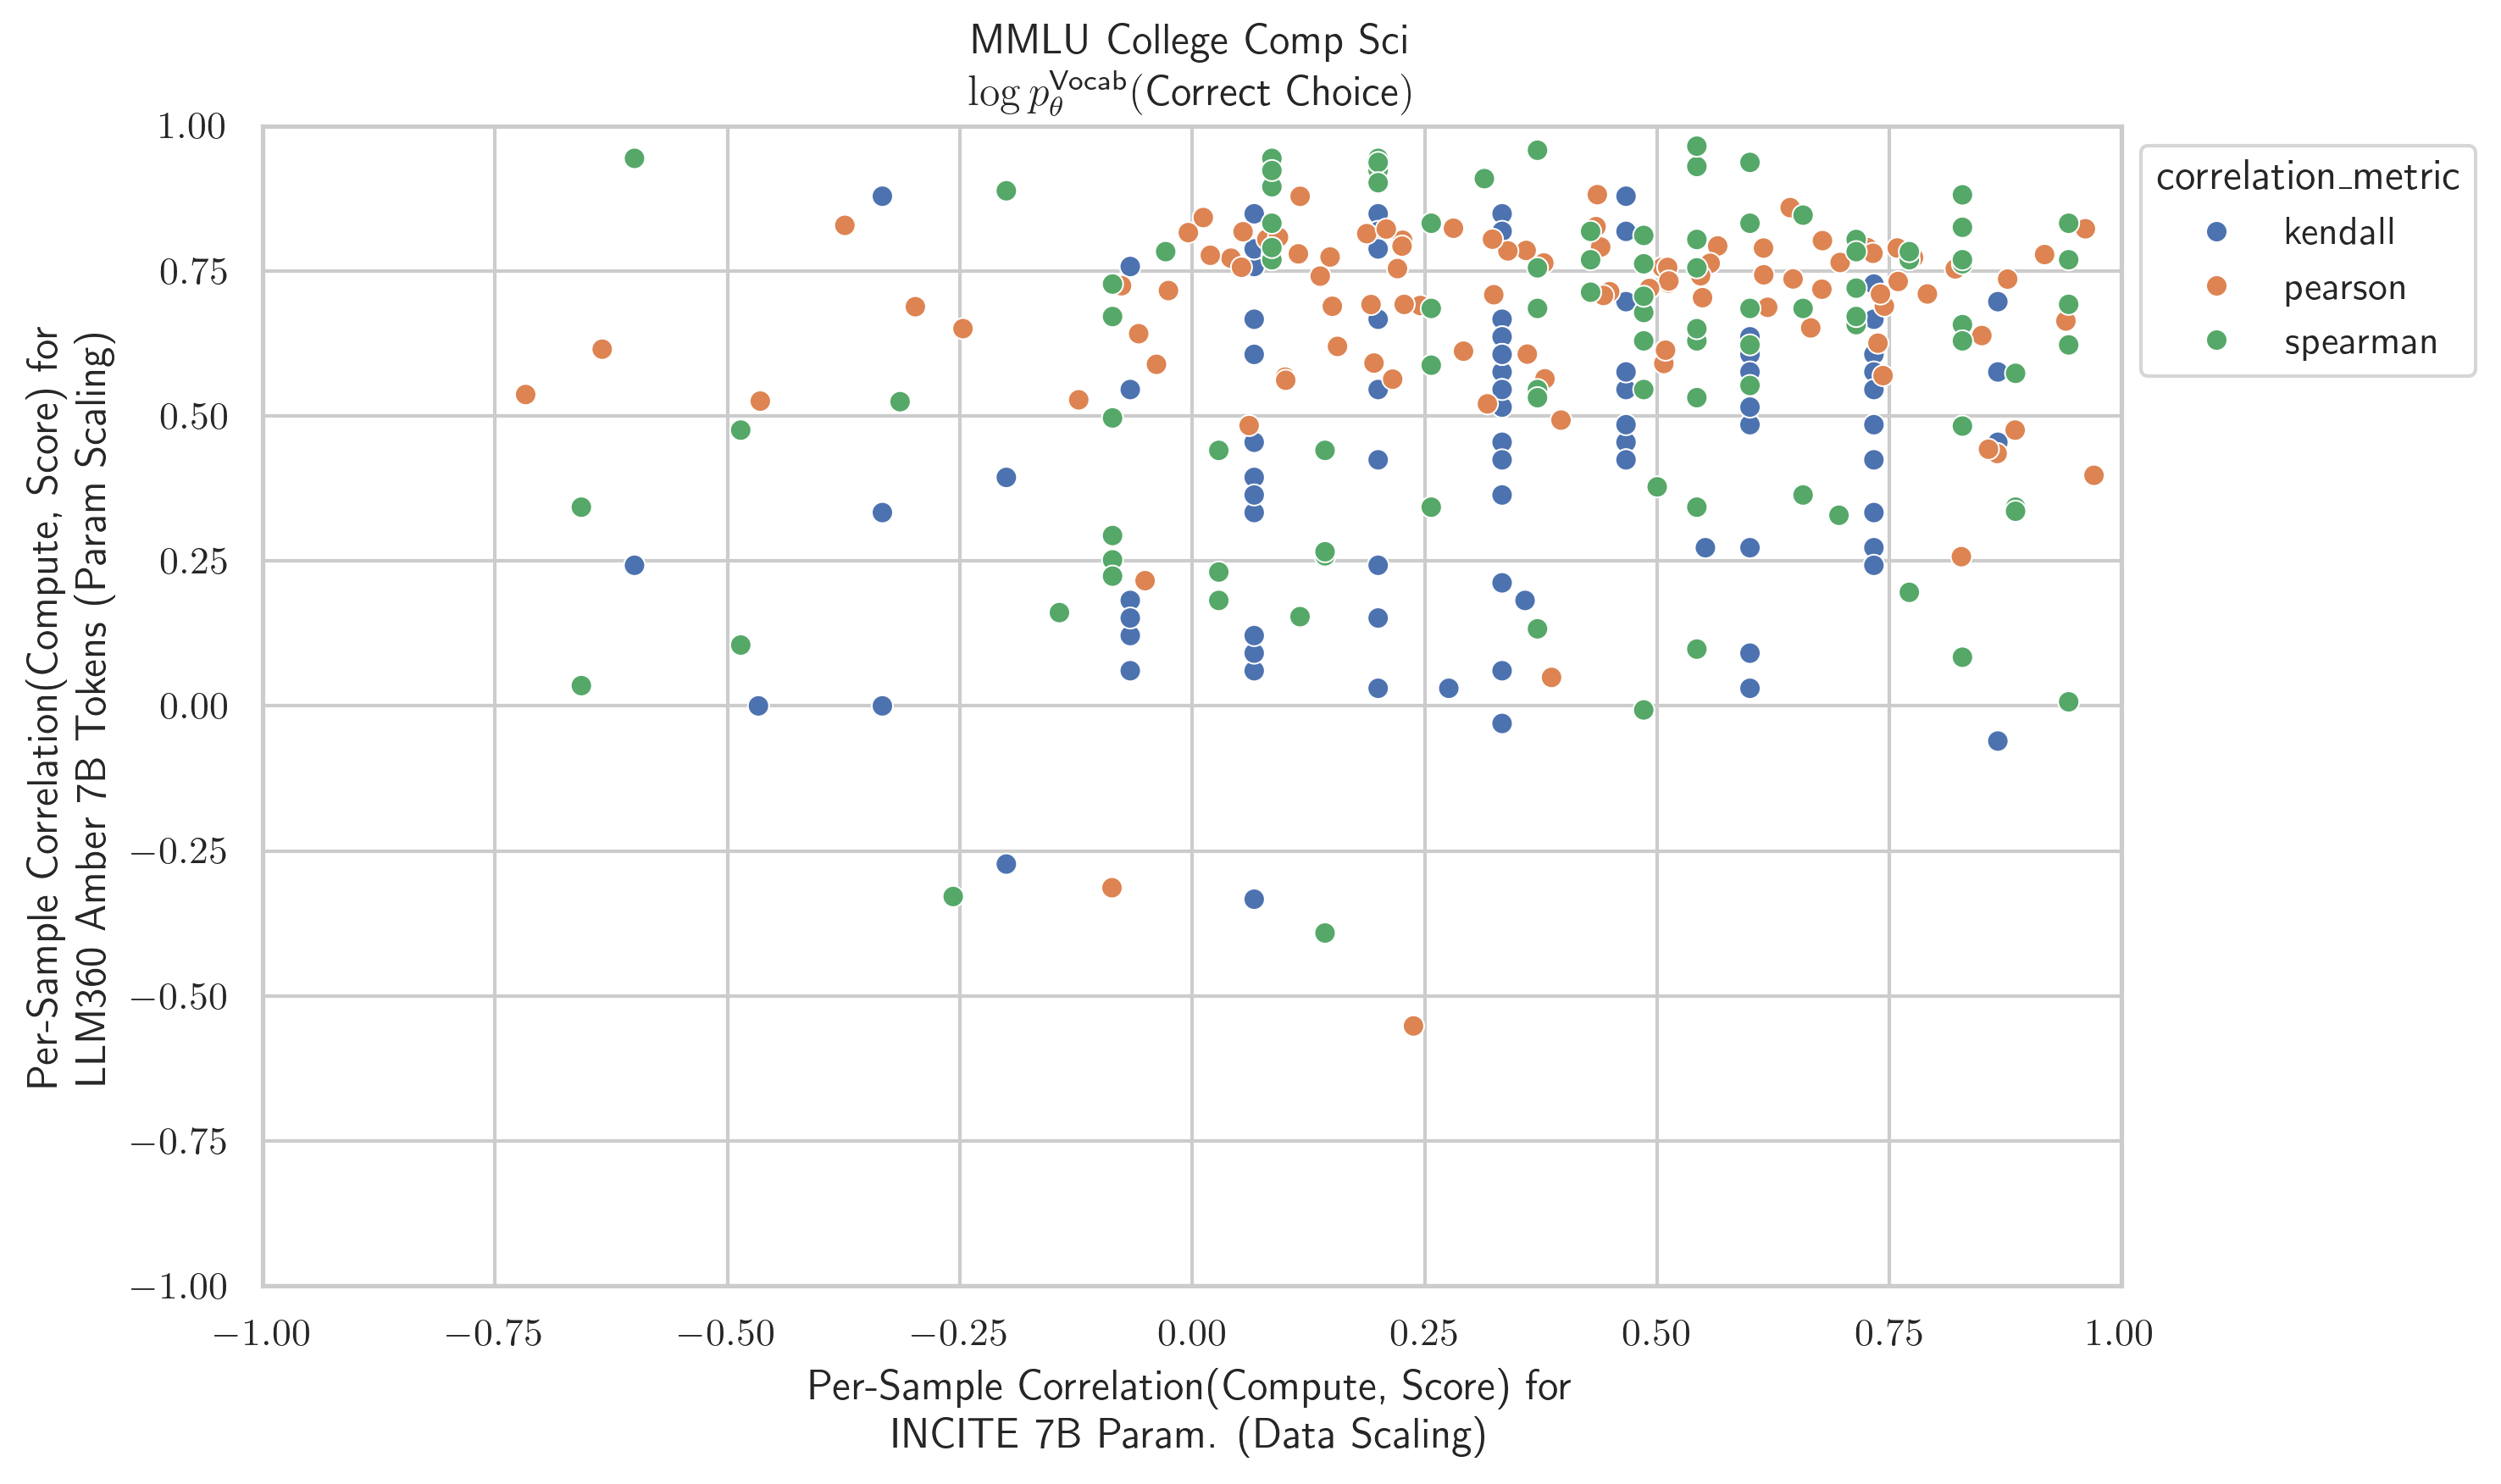 MMLU College Comp Sci
log p_θ^Vocab(Correct Choice)
1.00
0.75
0.50
0.25
0.00
−0.25
−0.50
−0.75
−1.00
Per-Sample Correlation(Compute, Score) for
LLM360 Amber 7B Tokens (Param Scaling)
−1.00
−0.75
−0.50
−0.25
0.00
0.25
0.50
0.75
1.00
Per-Sample Correlation(Compute, Score) for
INCITE 7B Param. (Data Scaling)
correlation_metric
kendall
pearson
spearman